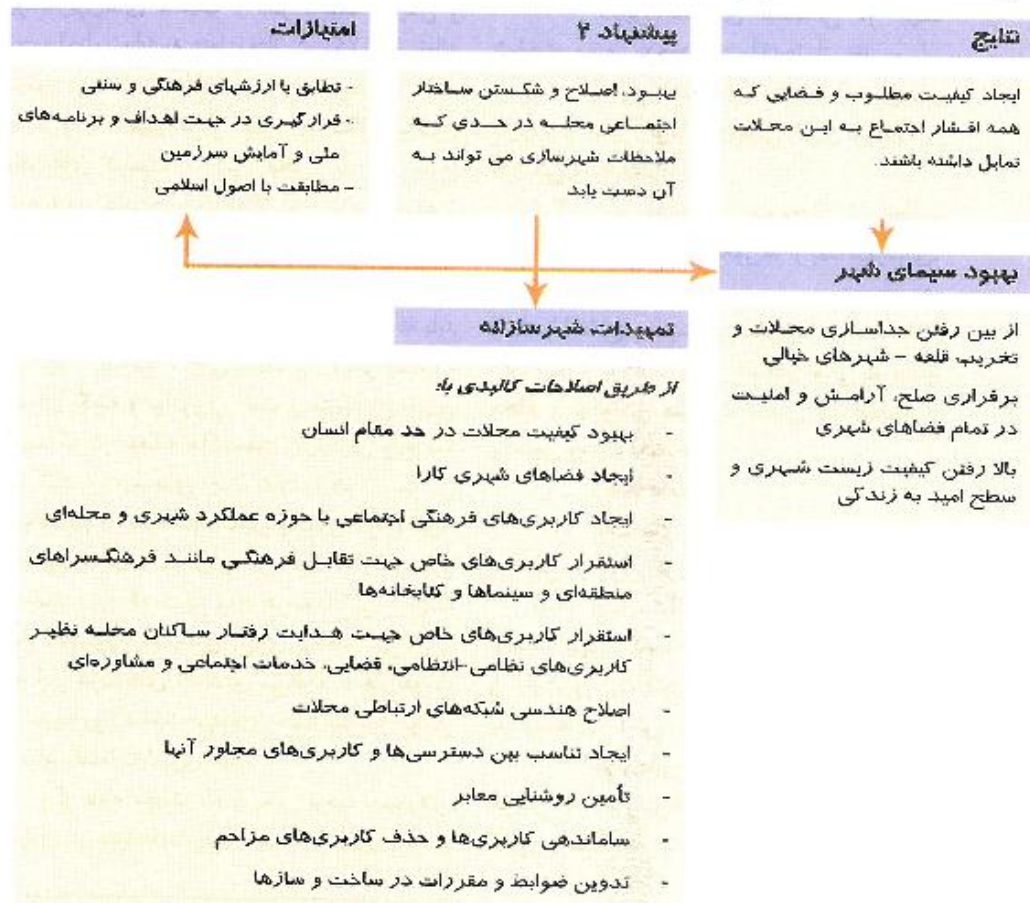 نتایج
ایجاد کیفیت مطلوب و فضایی که
همه اقشار اجتماع به این محلات
تمایل داشته باشند.
پیشنهاد ۲
بهبود، اصلاح و شکستن ساختار
اجتماعی محله در حدی که
ملاحظات شهرسازی می تواند به
آن دست یابد
امتیازات
- تطابق با ارزشهای فرهنگی و سنتی
- قرارگیری در جهت اهداف و برنامه‌های
ملی و آمایش سرزمین
- مطابقت با اصول اسلامی
بهبود سیمای شهر
از بین رفتن جداسازی محلات و
تخریب قلعه - شهرهای خیالی
برقراری صلح، آرامش و امنیت
در تمام فضاهای شهری
بالا رفتن کیفیت زیست شهری و
سطح امید به زندگی
تمهیدات شهرسازانه
از طریق اصلاحات کالبدی با:
- بهبود کیفیت محلات در حد مقام انسان
- ایجاد فضاهای شهری کارا
- ایجاد کاربری‌های فرهنگی اجتماعی با حوزه عملکرد شهری و محله‌ای
- استقرار کاربری‌های خاص جهت تقابل فرهنگی مانند فرهنگسراهای
منطقه‌ای و سینماها و کتابخانه‌ها
- استقرار کاربری‌های خاص جهت هدایت رفتار ساکنان محله نظیر
کاربری‌های نظامی-انتظامی، قضایی، خدمات اجتماعی و مشاوره‌ای
- اصلاح هندسی شبکه‌های ارتباطی محلات
- ایجاد تناسب بین دسترسی‌ها و کاربری‌های مجاور آنها
- تأمین روشنایی معابر
- ساماندهی کاربری‌ها و حذف کاربری‌های مزاحم
- تدوین ضوابط و مقررات در ساخت و سازها